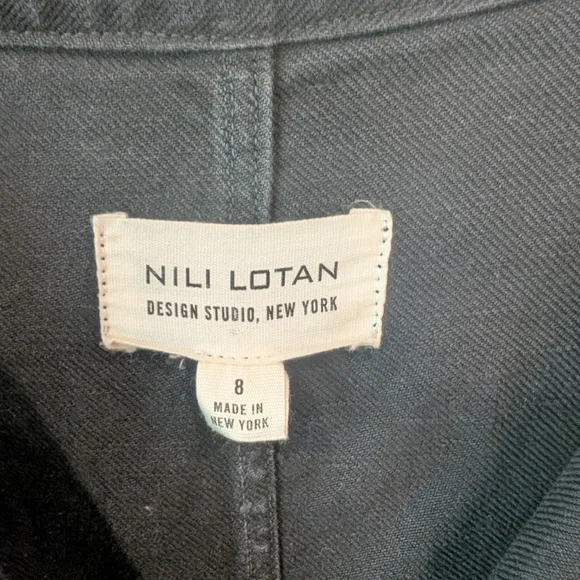 NILI LOTAN
DESIGN STUDIO, NEW YORK
8
MADE IN
NEW YORK